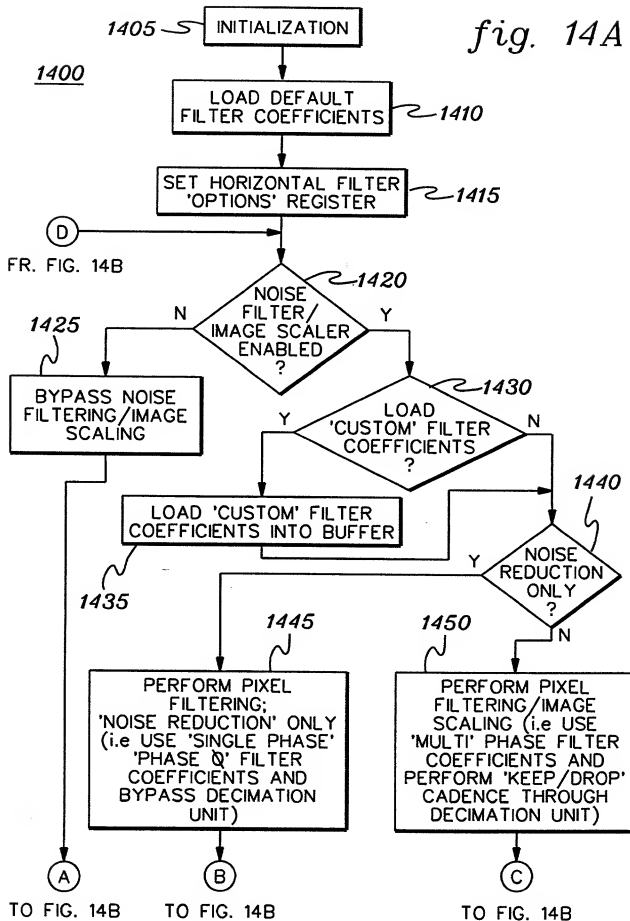 fig. 14A
1400
1405
INITIALIZATION
LOAD DEFAULT
FILTER COEFFICIENTS
1410
SET HORIZONTAL FILTER
'OPTIONS' REGISTER
1415
D
FR. FIG. 14B
1420
NOISE
FILTER/
IMAGE SCALER
ENABLED
?
N
Y
1425
BYPASS NOISE
FILTERING/IMAGE
SCALING
1430
LOAD
'CUSTOM' FILTER
COEFFICIENTS
?
Y
N
LOAD 'CUSTOM' FILTER
COEFFICIENTS INTO BUFFER
1435
1440
NOISE
REDUCTION
ONLY
?
Y
N
1445
PERFORM PIXEL
FILTERING;
'NOISE REDUCTION' ONLY
(i.e USE 'SINGLE PHASE'
'PHASE 0' FILTER
COEFFICIENTS AND
BYPASS DECIMATION
UNIT)
1450
PERFORM PIXEL
FILTERING/IMAGE
SCALING (i.e USE
'MULTI' PHASE FILTER
COEFFICIENTS AND
PERFORM 'KEEP/DROP'
CADENCE THROUGH
DECIMATION UNIT)
A
B
C
TO FIG. 14B
TO FIG. 14B
TO FIG. 14B